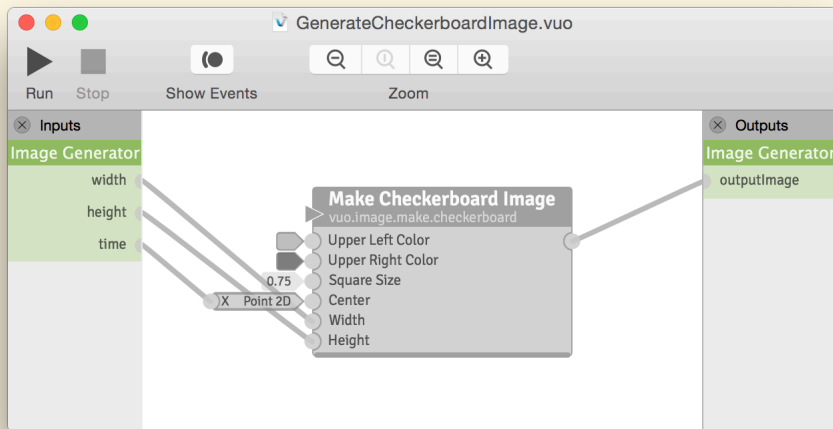 GenerateCheckerboardImage.vuo
Run
Stop
Show Events
Zoom
Inputs
Image Generator
width
height
time
Make Checkerboard Image
vuo.image.make.checkerboard
Upper Left Color
Upper Right Color
0.75
Square Size
X Point 2D
Center
Width
Height
Outputs
Image Generator
outputImage